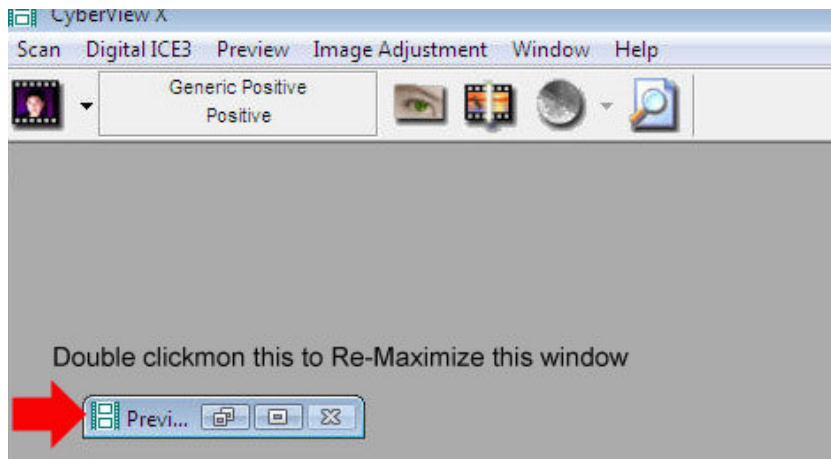 CyberView X
Scan Digital ICE3 Preview Image Adjustment Window Help
Generic Positive
Positive
Double clickmon this to Re-Maximize this window
Previ...